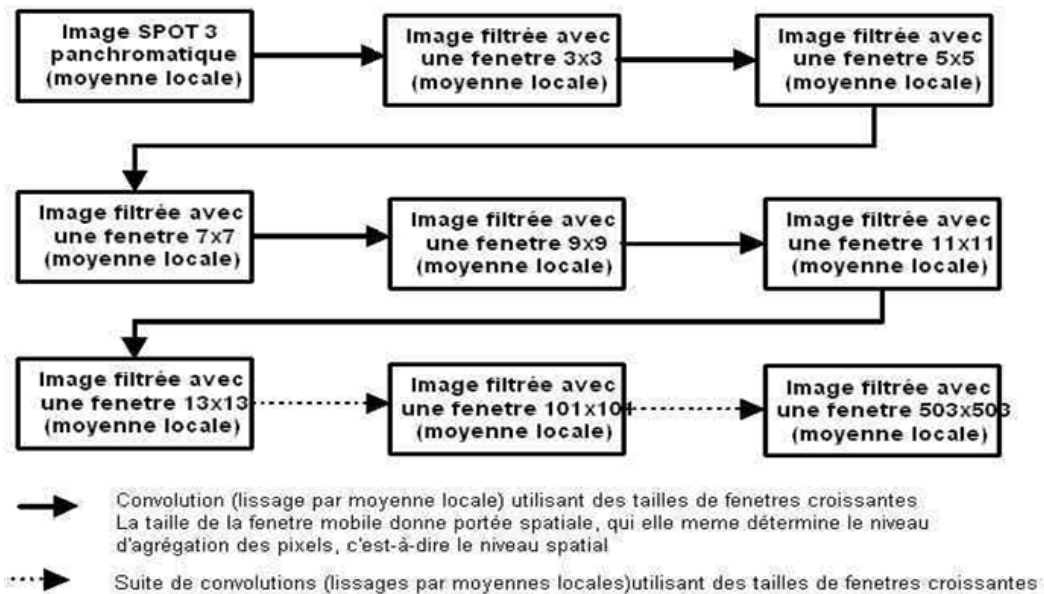 Image SPOT 3
panchromatique
(moyenne locale)
Image filtrée avec
une fenetre 3x3
(moyenne locale)
Image filtrée avec
une fenetre 5x5
(moyenne locale)
Image filtrée avec
une fenetre 7x7
(moyenne locale)
Image filtrée avec
une fenetre 9x9
(moyenne locale)
Image filtrée avec
une fenetre 11x11
(moyenne locale)
Image filtrée avec
une fenetre 13x13
(moyenne locale)
Image filtrée avec
une fenetre 101x101
(moyenne locale)
Image filtrée avec
une fenetre 503x503
(moyenne locale)
Convolution (lissage par moyenne locale) utilisant des tailles de fenetres croissantes
La taille de la fenetre mobile donne portée spatiale, qui elle meme détermine le niveau
d'agrégation des pixels, c'est-à-dire le niveau spatial
Suite de convolutions (lissages par moyennes locales)utilisant des tailles de fenetres croissantes